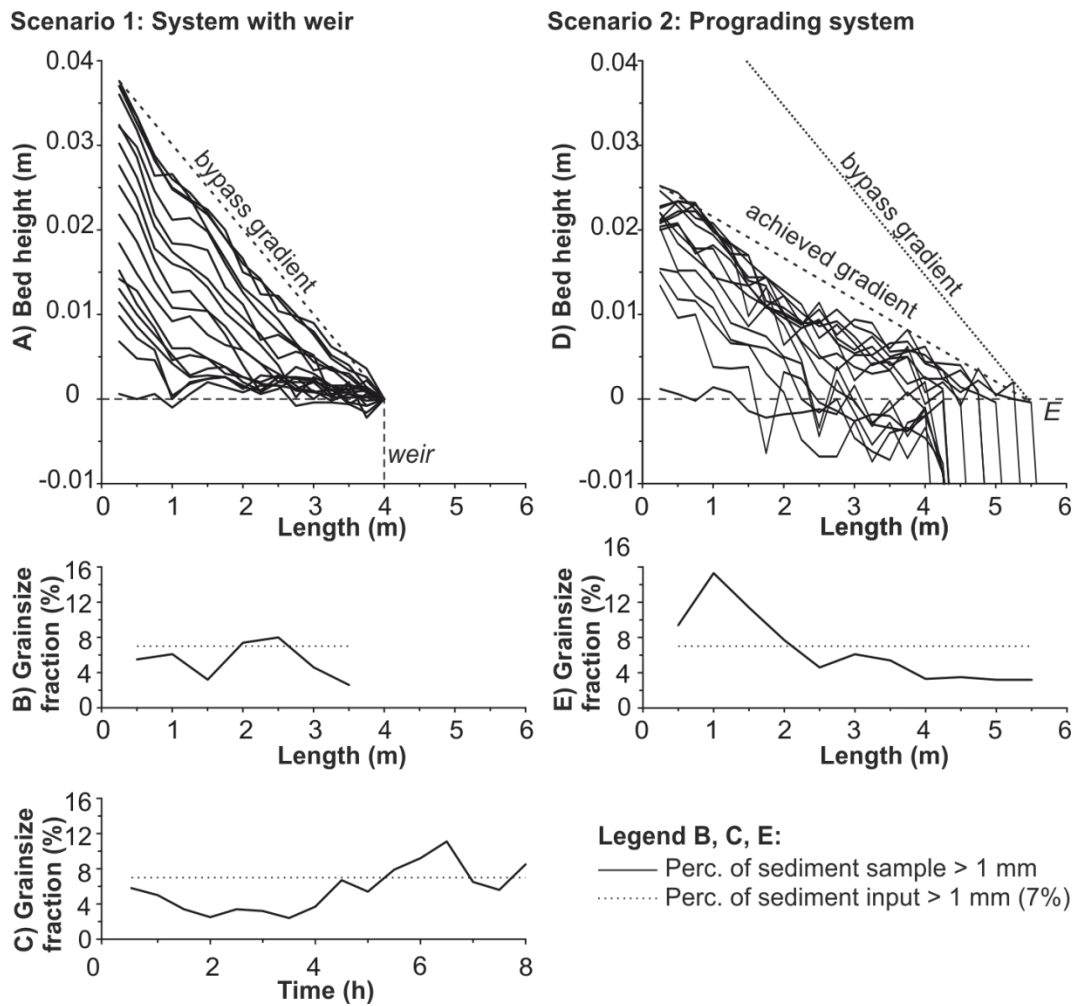 Scenario 1: System with weir
Scenario 2: Prograding system
A) Bed height (m)
0.04
0.03
0.02
0.01
0
-0.01
bypass gradient
weir
0 1 2 3 4 5 6
Length (m)
D) Bed height (m)
0.04
0.03
0.02
0.01
0
-0.01
bypass gradient
achieved gradient
E
0 1 2 3 4 5 6
Length (m)
B) Grainsize
fraction (%)
16
12
8
4
0
0 1 2 3 4 5 6
Length (m)
E) Grainsize
fraction (%)
16
12
8
4
0
0 1 2 3 4 5 6
Length (m)
C) Grainsize
fraction (%)
16
12
8
4
0
0 2 4 6 8
Time (h)
Legend B, C, E:
Perc. of sediment sample > 1 mm
Perc. of sediment input > 1 mm (7%)